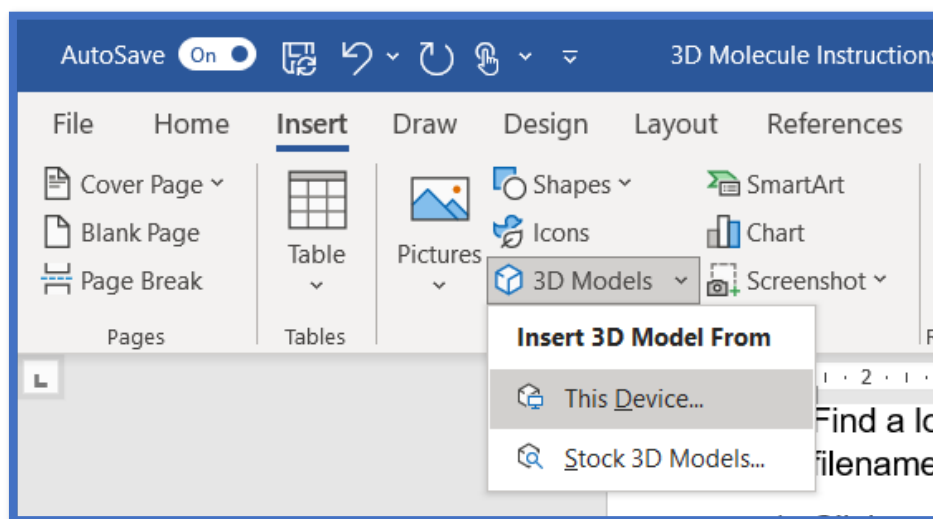 AutoSave On 3D Molecule Instructions
File Home Insert Draw Design Layout References
Cover Page
Blank Page
Page Break
Pages
Table
Tables
Pictures
Shapes
Icons
3D Models
SmartArt
Chart
Screenshot
Insert 3D Model From
This Device...
Stock 3D Models...
2
Find a
filename